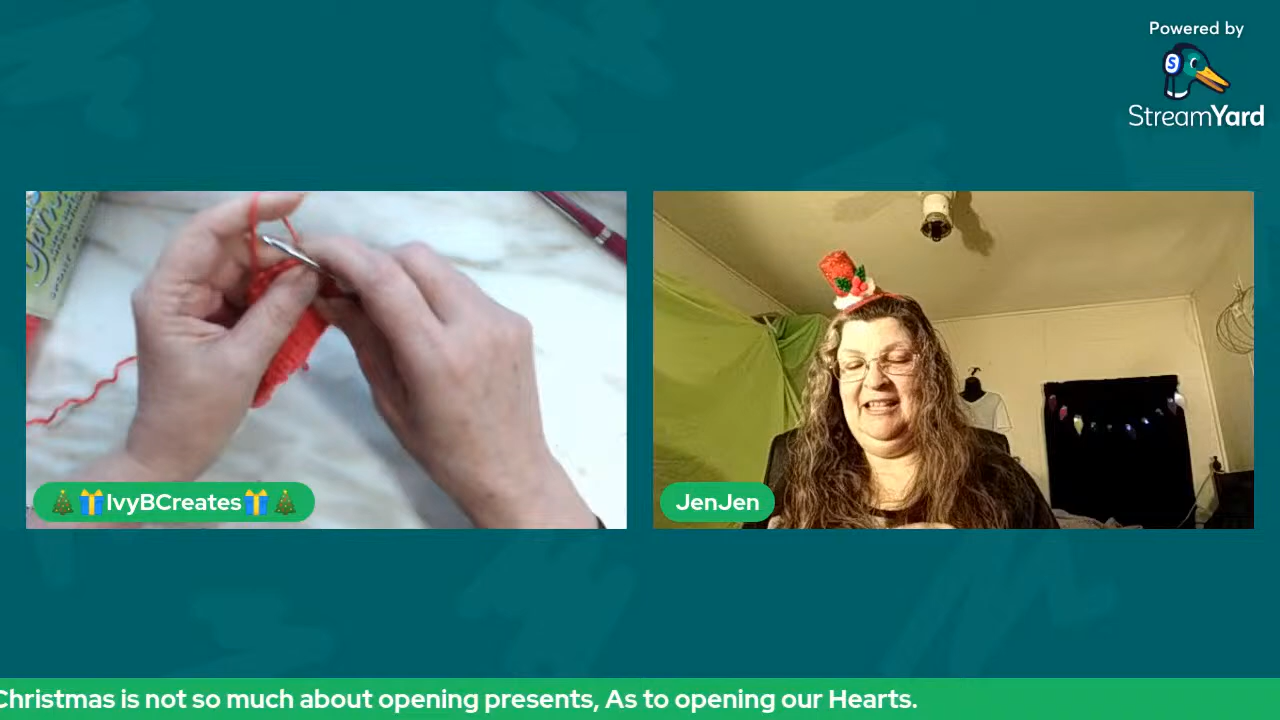 Powered by
S
StreamYard
🎄🎁IvyBCreates🎁🎄
JenJen
Christmas is not so much about opening presents, As to opening our Hearts.